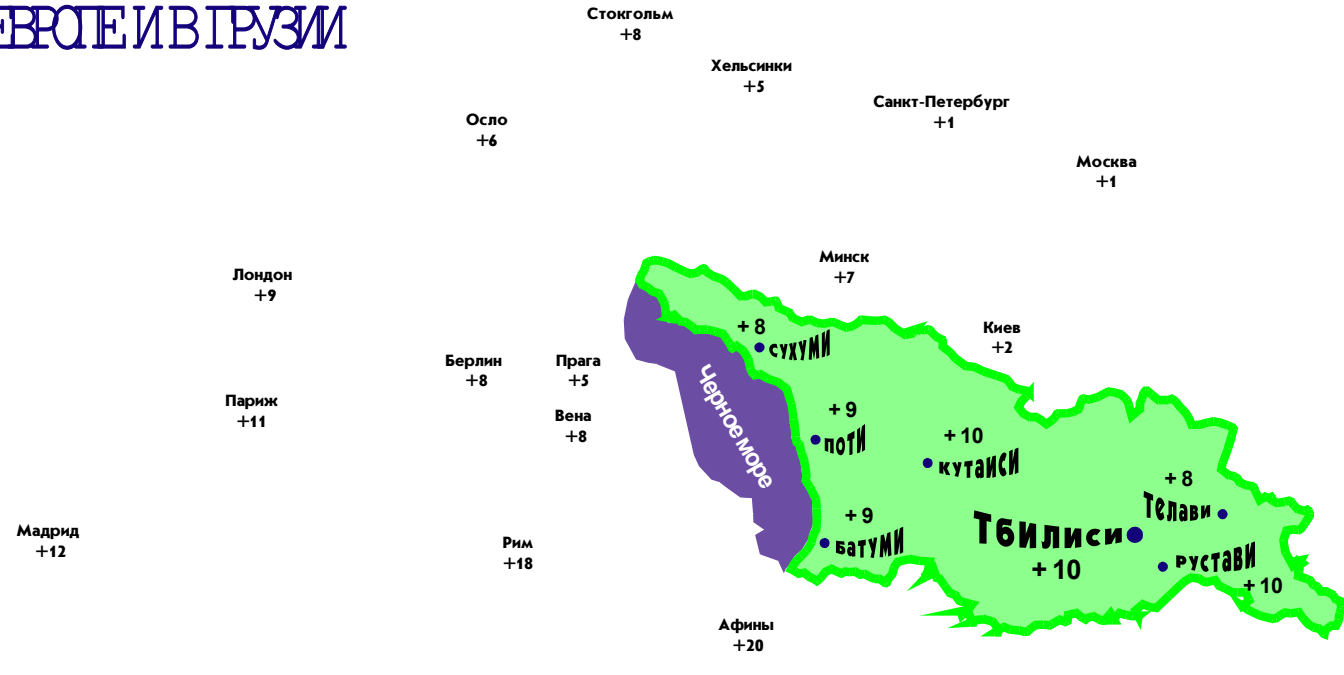 ЕВРОПЕ И В ГРУЗИИ
Стокгольм
+8
Хельсинки
+5
Санкт-Петербург
+1
Осло
+6
Москва
+1
Минск
+7
Лондон
+9
Киев
+2
+ 8
сухуми
Берлин
+8
Прага
+5
Черное море
Париж
+11
Вена
+8
+ 9
поти
+ 10
кутаиси
+ 8
Телави
+ 9
батуми
Тбилиси
+ 10
Мадрид
+12
Рим
+18
рустави
+ 10
Афины
+20